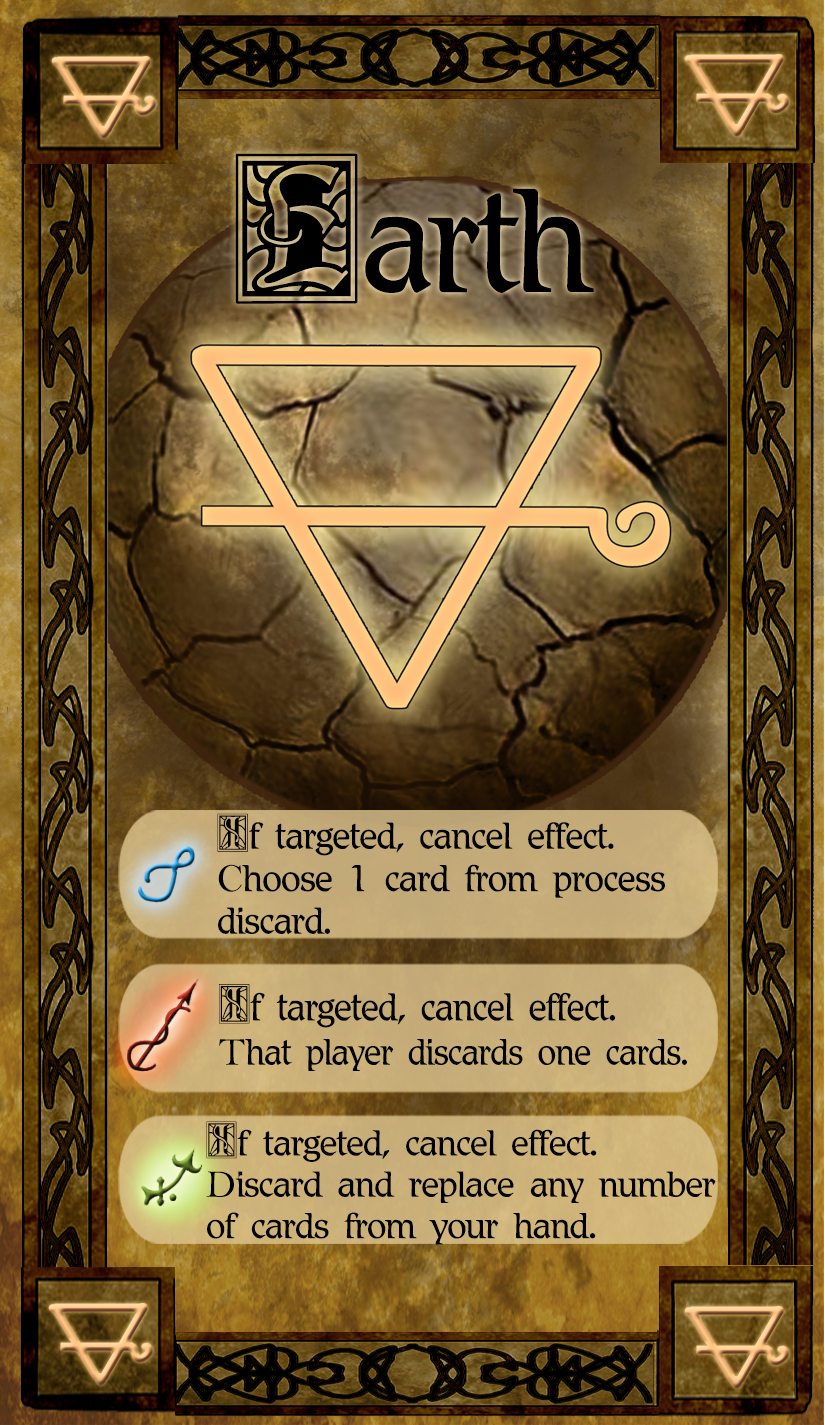 Earth
If targeted, cancel effect.
Choose 1 card from process
discard.
If targeted, cancel effect.
That player discards one cards.
If targeted, cancel effect.
Discard and replace any number
of cards from your hand.